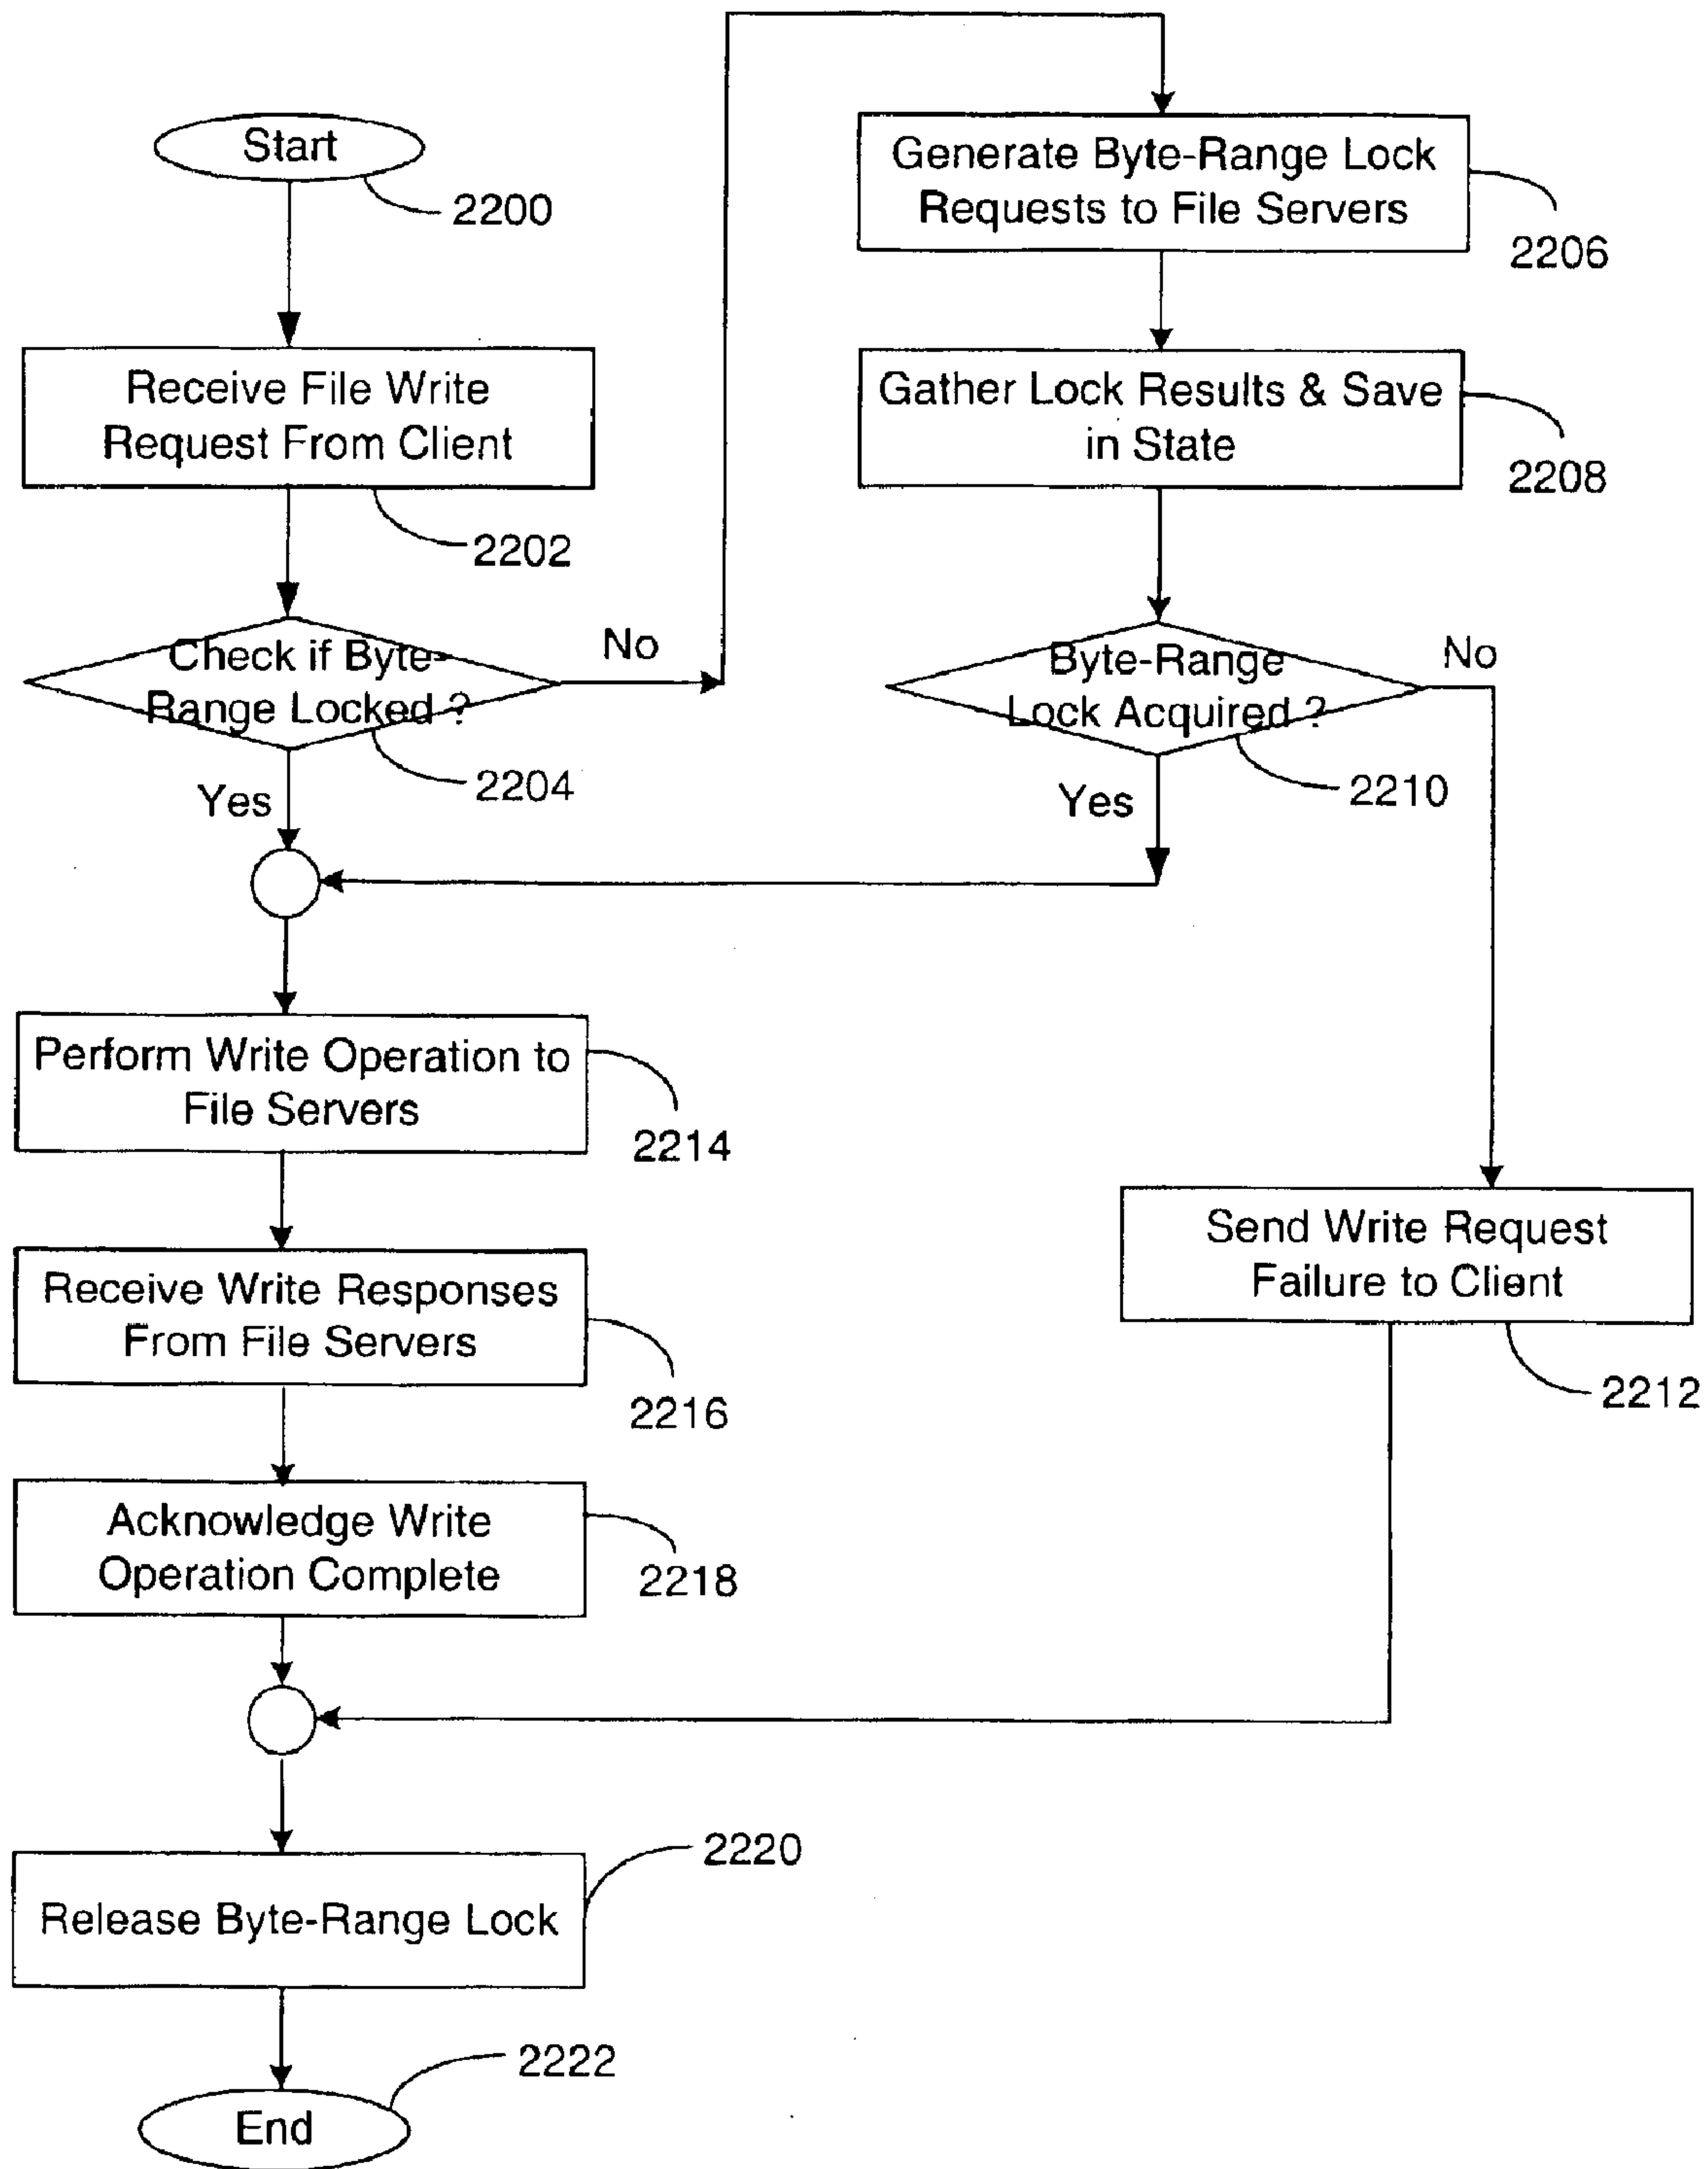 Start
2200
Receive File Write
Request From Client
2202
Check if Byte-
Range Locked ?
No
2204
Yes
Generate Byte-Range Lock
Requests to File Servers
2206
Gather Lock Results & Save
in State
2208
Byte-Range
Lock Acquired ?
No
2210
Yes
Perform Write Operation to
File Servers
2214
Send Write Request
Failure to Client
2212
Receive Write Responses
From File Servers
2216
Acknowledge Write
Operation Complete
2218
Release Byte-Range Lock
2220
End
2222